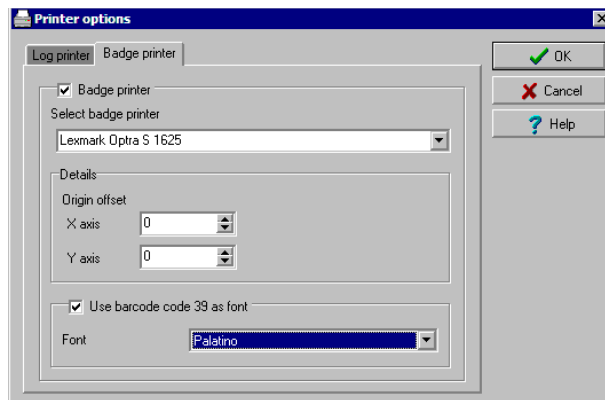 Printer options
Log printer Badge printer
OK
Badge printer
Cancel
Select badge printer
Help
Lexmark Optra S 1625
Details
Origin offset
X axis 0
Y axis 0
Use barcode code 39 as font
Font Palatino